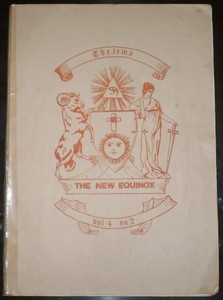 Thelema
THE NEW EQUINOX
vol 4 no 2